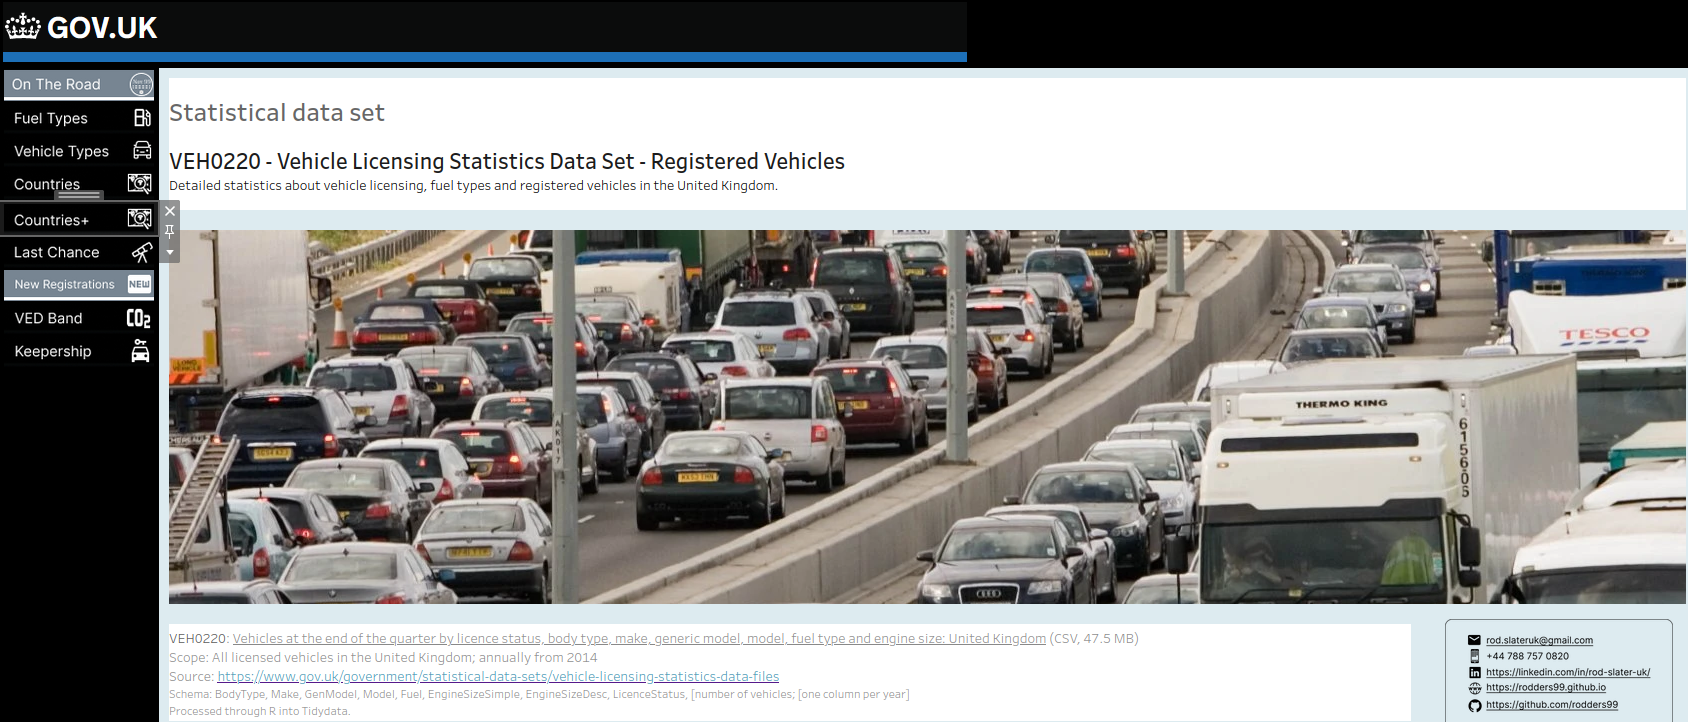 GOV.UK
On The Road
Fuel Types
Vehicle Types
Countries
Countries+
Last Chance
New Registrations NEW
VED Band CO2
Keepership
Statistical data set
VEH0220 - Vehicle Licensing Statistics Data Set - Registered Vehicles
Detailed statistics about vehicle licensing, fuel types and registered vehicles in the United Kingdom.
TESCO
THERMO KING
615606
AK017
LONG
VEHICLE
VEH0220: Vehicles at the end of the quarter by licence status, body type, make, generic model, model, fuel type and engine size: United Kingdom (CSV, 47.5 MB)
Scope: All licensed vehicles in the United Kingdom; annually from 2014
Source: https://www.gov.uk/government/statistical-data-sets/vehicle-licensing-statistics-data-files
Schema: BodyType, Make, GenModel, Model, Fuel, EngineSizeSimple, EngineSizeDesc, LicenceStatus, [number of vehicles; [one column per year]
Processed through R into Tidydata.
rod.slateruk@gmail.com
+44 788 757 0820
https://linkedin.com/in/rod-slater-uk/
https://rodders99.github.io
https://github.com/rodders99